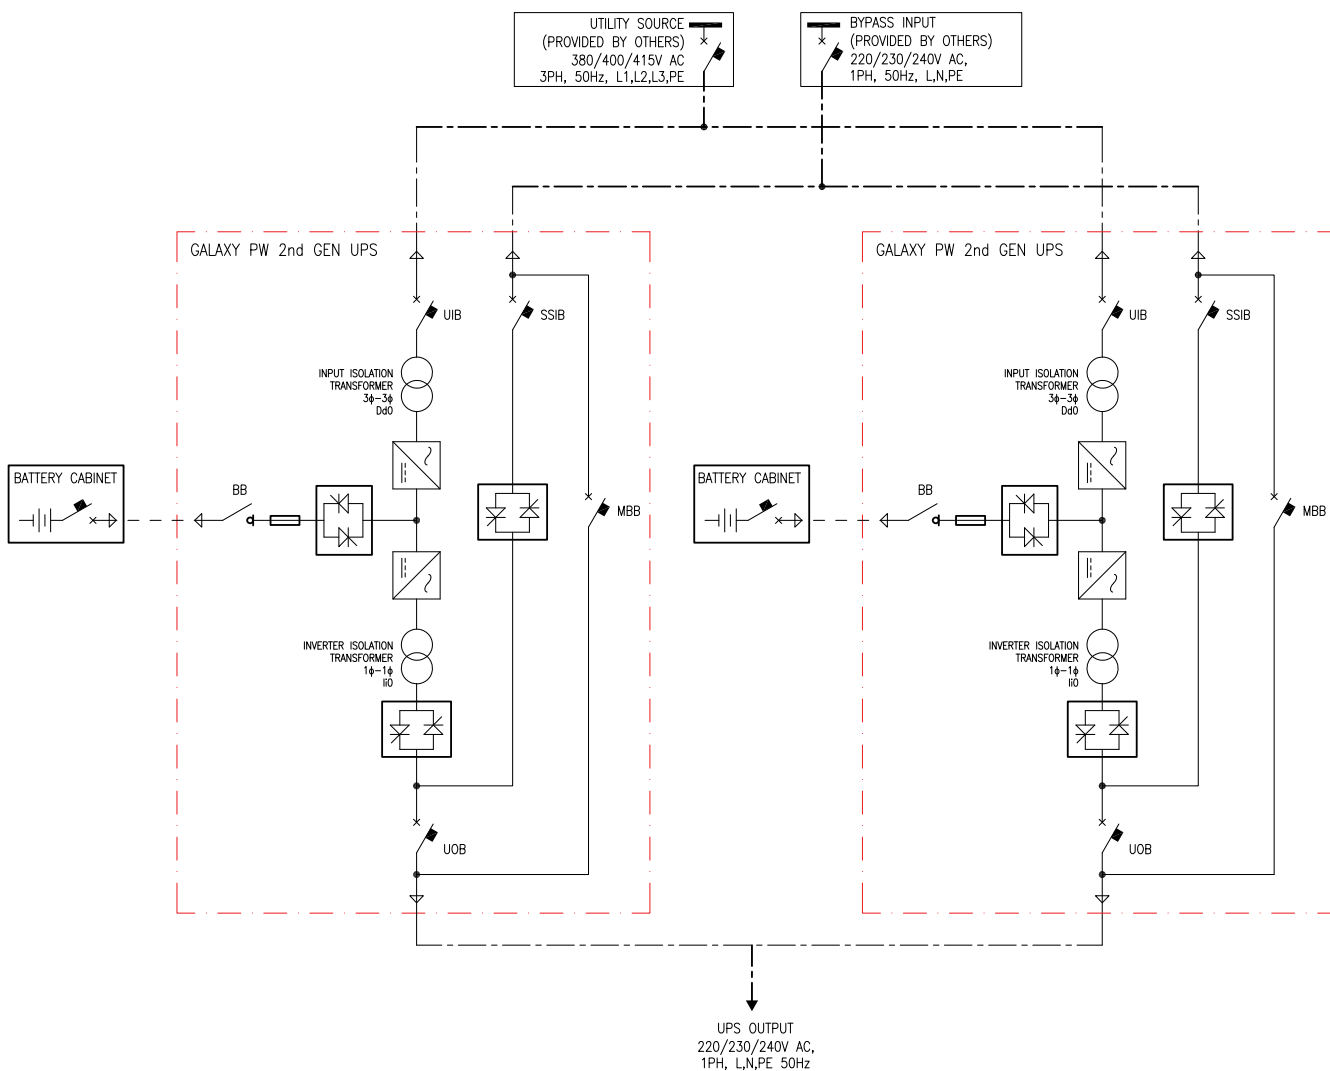 UTILITY SOURCE
(PROVIDED BY OTHERS)
380/400/415V AC
3PH, 50Hz, L1,L2,L3,PE
BYPASS INPUT
(PROVIDED BY OTHERS)
220/230/240V AC,
1PH, 50Hz, L,N,PE
GALAXY PW 2nd GEN UPS
UIB
SSIB
INPUT ISOLATION
TRANSFORMER
3ϕ-3ϕ
Dd0
BATTERY CABINET
BB
MBB
INVERTER ISOLATION
TRANSFORMER
1ϕ-1ϕ
Ii0
UOB
GALAXY PW 2nd GEN UPS
UIB
SSIB
INPUT ISOLATION
TRANSFORMER
3ϕ-3ϕ
Dd0
BATTERY CABINET
BB
MBB
INVERTER ISOLATION
TRANSFORMER
1ϕ-1ϕ
Ii0
UOB
UPS OUTPUT
220/230/240V AC,
1PH, L,N,PE 50Hz